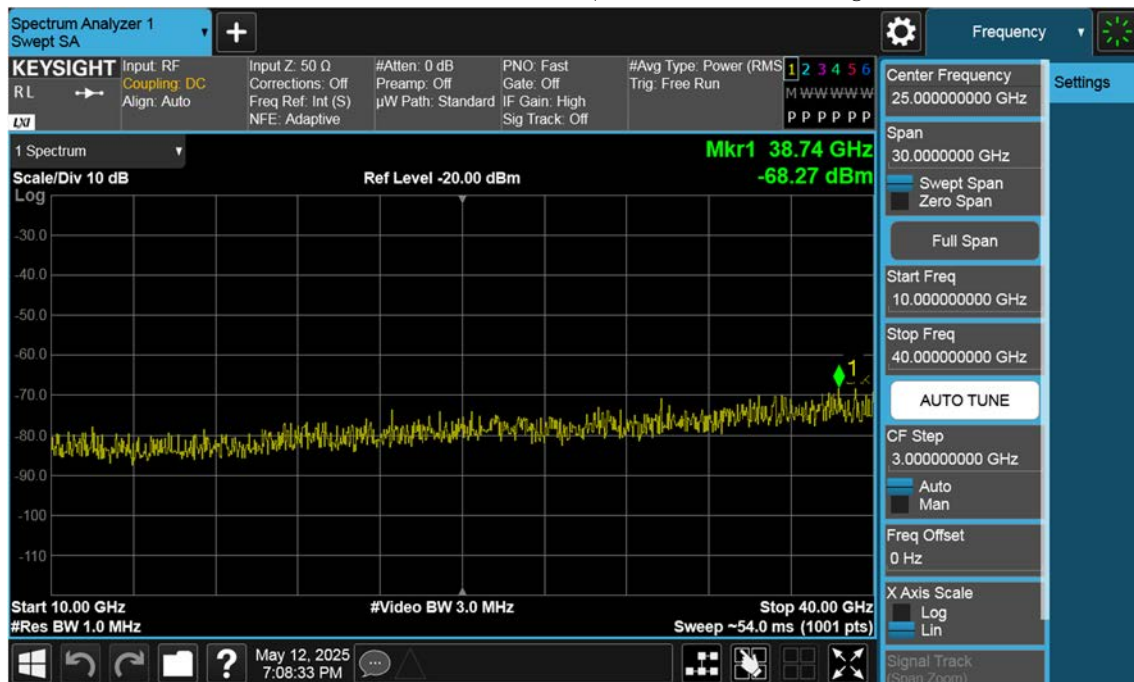 Spectrum Analyzer 1
Swept SA
+
Frequency
KEYSIGHT
RL
LXI
Input: RF
Coupling: DC
Align: Auto
Input Z: 50 Ω
Corrections: Off
Freq Ref: Int (S)
NFE: Adaptive
#Atten: 0 dB
Preamp: Off
µW Path: Standard
PNO: Fast
Gate: Off
IF Gain: High
Sig Track: Off
#Avg Type: Power (RMS
Trig: Free Run
1 2 3 4 5 6
M W W W W W
P P P P P P
1 Spectrum
Mkr1 38.74 GHz
Scale/Div 10 dB
Ref Level -20.00 dBm
-68.27 dBm
Log
-30.0
-40.0
-50.0
-60.0
1
-70.0
-80.0
-90.0
-100
-110
Start 10.00 GHz
#Video BW 3.0 MHz
Stop 40.00 GHz
#Res BW 1.0 MHz
Sweep ~54.0 ms (1001 pts)
?
May 12, 2025
7:08:33 PM
Center Frequency
25.000000000 GHz
Settings
Span
30.0000000 GHz
Swept Span
Zero Span
Full Span
Start Freq
10.000000000 GHz
Stop Freq
40.000000000 GHz
AUTO TUNE
CF Step
3.000000000 GHz
Auto
Man
Freq Offset
0 Hz
X Axis Scale
Log
Lin
Signal Track
(Span Zoom)